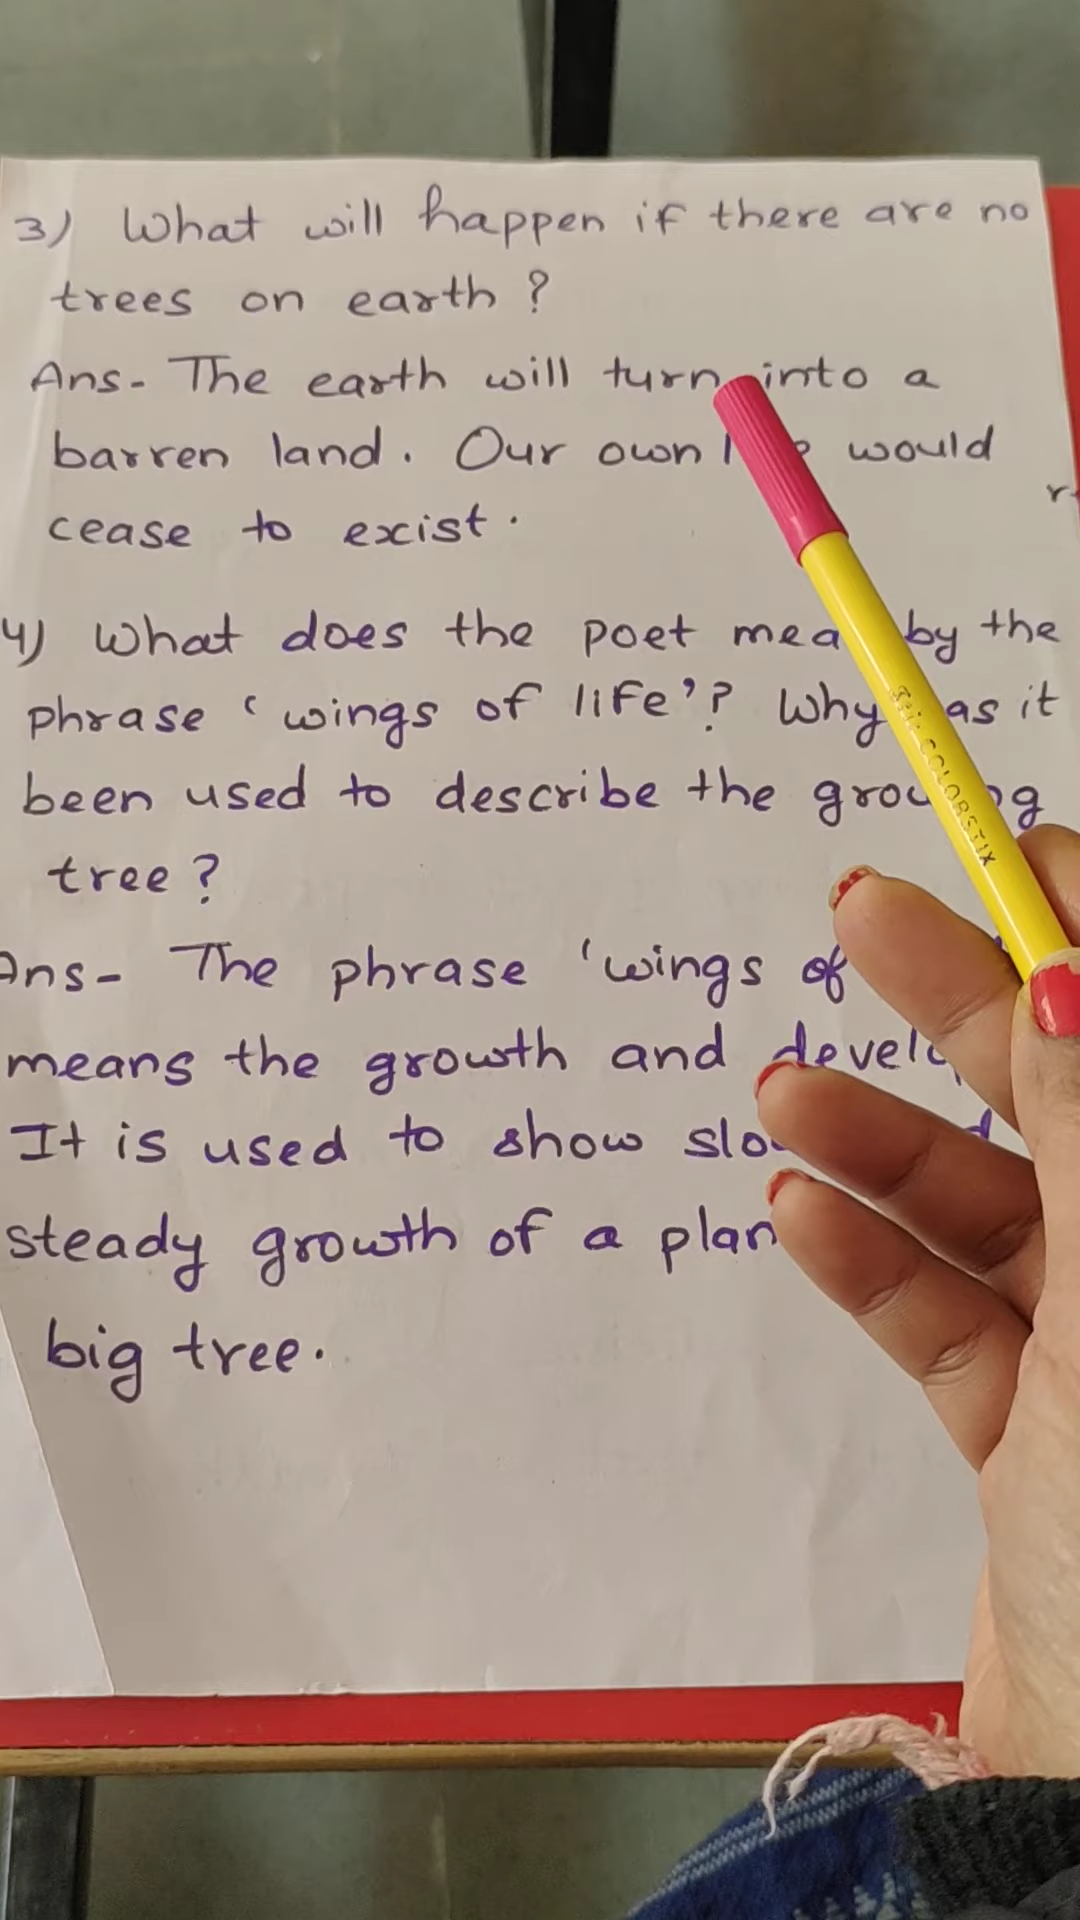 3) What will happen if there are no
trees on earth ?
Ans- The earth will turn into a
barren land. Our own would
cease to exist.
4) What does the poet by the
phrase ' wings of life'? Why it
been used to describe the
tree ?
Ans- The phrase 'wings of
means the growth and
It is used to show
steady growth of a
big tree.
COLORSTIX